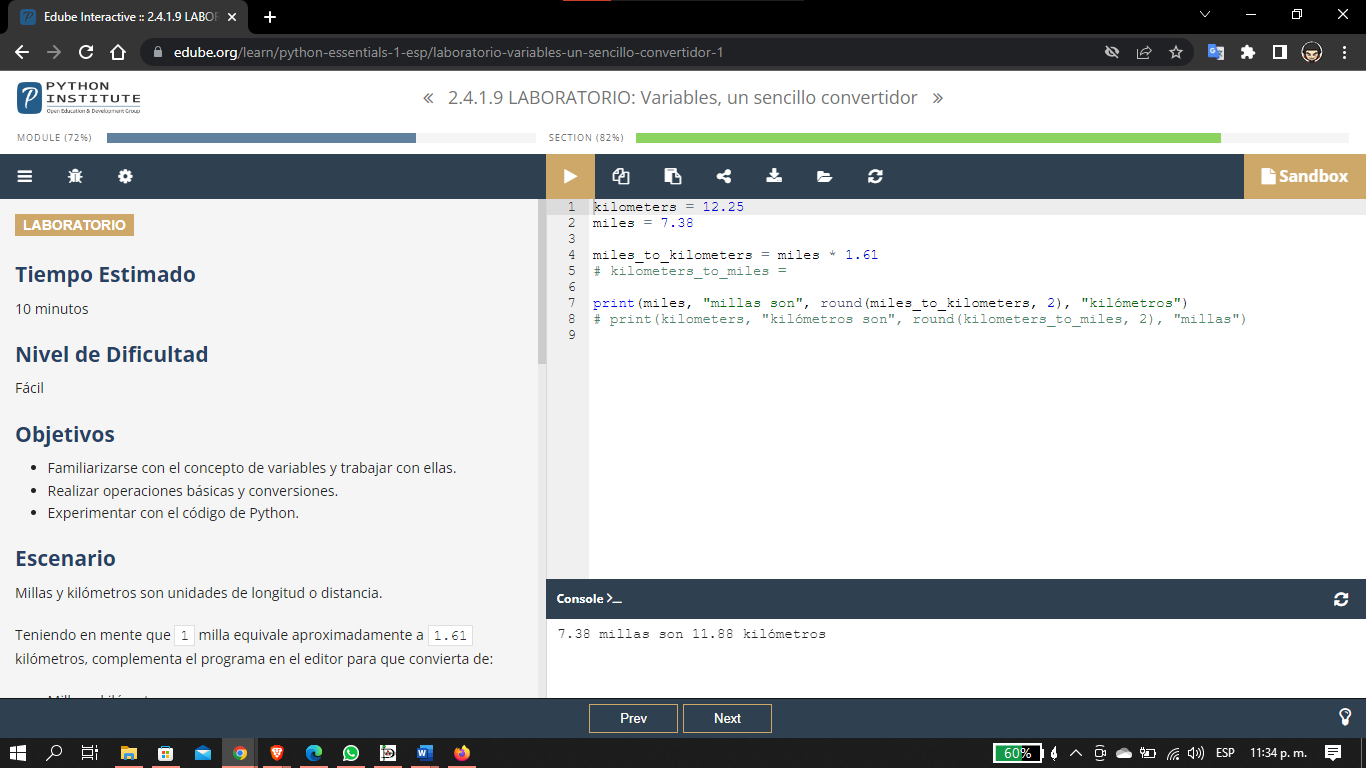 Edube Interactive :: 2.4.1.9 LABOR
edube.org/learn/python-essentials-1-esp/laboratorio-variables-un-sencillo-convertidor-1
PYTHON
INSTITUTE
Open Education & Development Group
« 2.4.1.9 LABORATORIO: Variables, un sencillo convertidor »
MODULE (72%)
SECTION (82%)
Sandbox
LABORATORIO
Tiempo Estimado
10 minutos
Nivel de Dificultad
Fácil
Objetivos
• Familiarizarse con el concepto de variables y trabajar con ellas.
• Realizar operaciones básicas y conversiones.
• Experimentar con el código de Python.
Escenario
Millas y kilómetros son unidades de longitud o distancia.
Teniendo en mente que 1 milla equivale aproximadamente a 1.61
kilómetros, complementa el programa en el editor para que convierta de:
1 kilometers = 12.25
2 miles = 7.38
3
4 miles_to_kilometers = miles * 1.61
5 # kilometers_to_miles =
6
7 print(miles, "millas son", round(miles_to_kilometers, 2), "kilómetros")
8 # print(kilometers, "kilómetros son", round(kilometers_to_miles, 2), "millas")
9
Console >_
7.38 millas son 11.88 kilómetros
Prev
Next
60%
ESP
11:34 p. m.